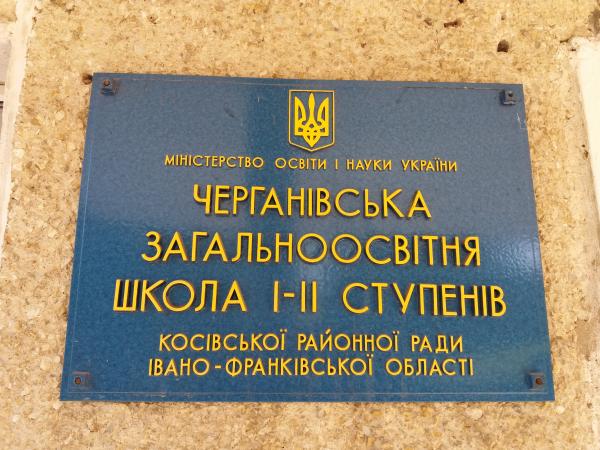 МІНІСТЕРСТВО ОСВІТИ І НАУКИ УКРАЇНИ
ЧЕРГАНІВСЬКА
ЗАГАЛЬНООСВІТНЯ
ШКОЛА І-ІІ СТУПЕНІВ
КОСІВСЬКОЇ РАЙОННОЇ РАДИ
ІВАНО-ФРАНКІВСЬКОЇ ОБЛАСТІ